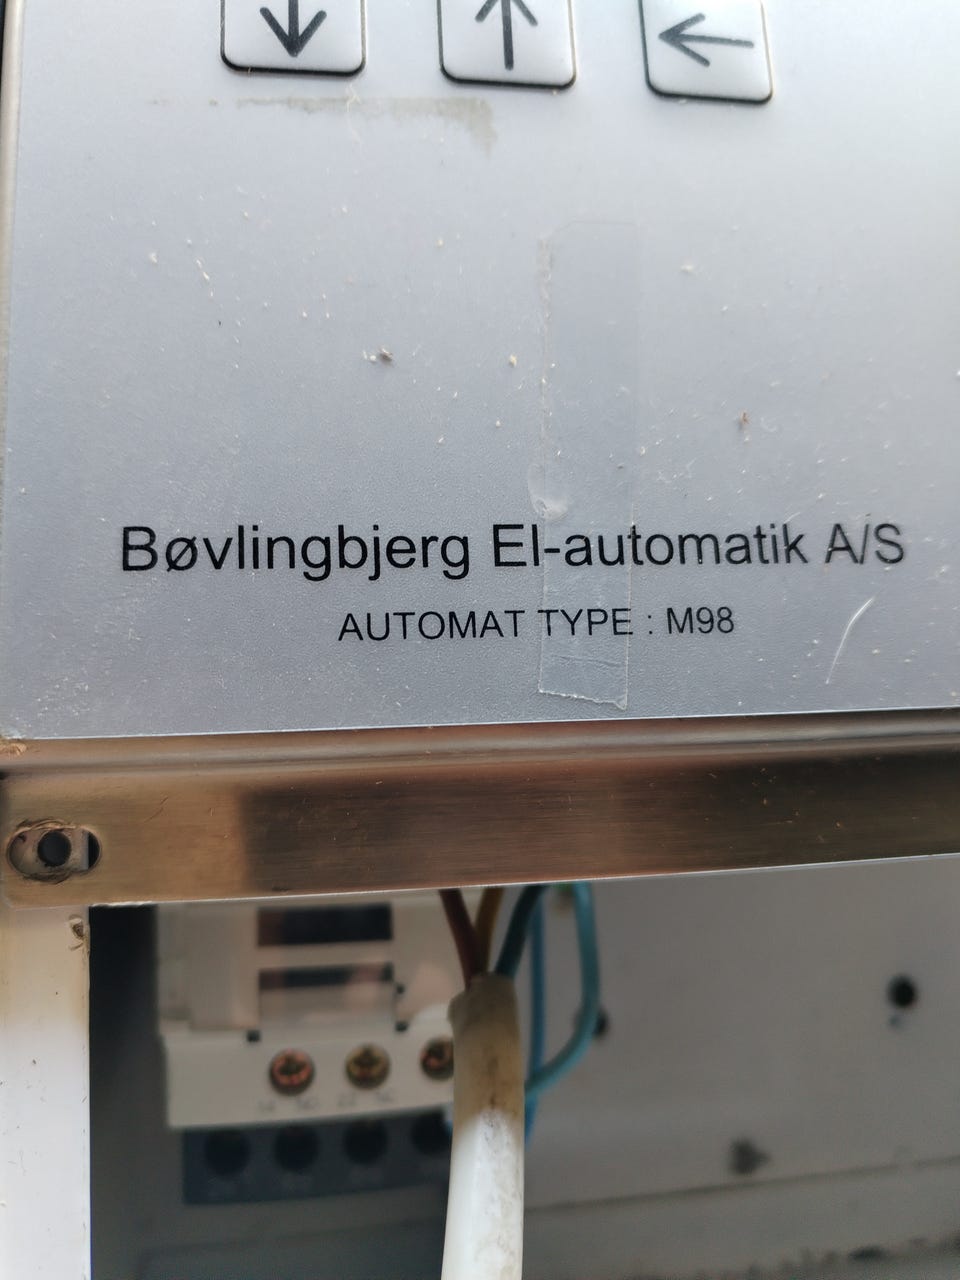 Bøvlingbjerg El-automatik A/S
AUTOMAT TYPE : M98